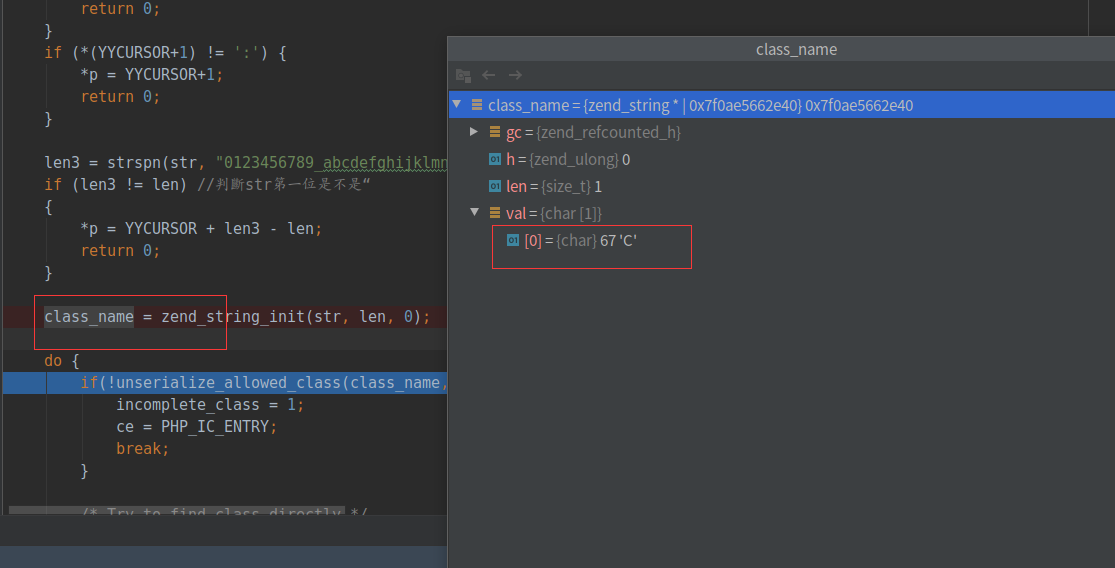 return 0;
}
if (*(YYCURSOR+1) != ':') {
*p = YYCURSOR+1;
return 0;
}
len3 = strspn(str, "0123456789_abcdefghijklmn
if (len3 != len) //判断str第一位是不是“
{
*p = YYCURSOR + len3 - len;
return 0;
}
class_name = zend_string_init(str, len, 0);
do {
if(!unserialize_allowed_class(class_name,
incomplete_class = 1;
ce = PHP_IC_ENTRY;
break;
}
/* Try to find class directly */
class_name
class_name = {zend_string * | 0x7f0ae5662e40} 0x7f0ae5662e40
gc = {zend_refcounted_h}
01 h = {zend_ulong} 0
01 len = {size_t} 1
val = {char [1]}
01 [0] = {char} 67 'C'